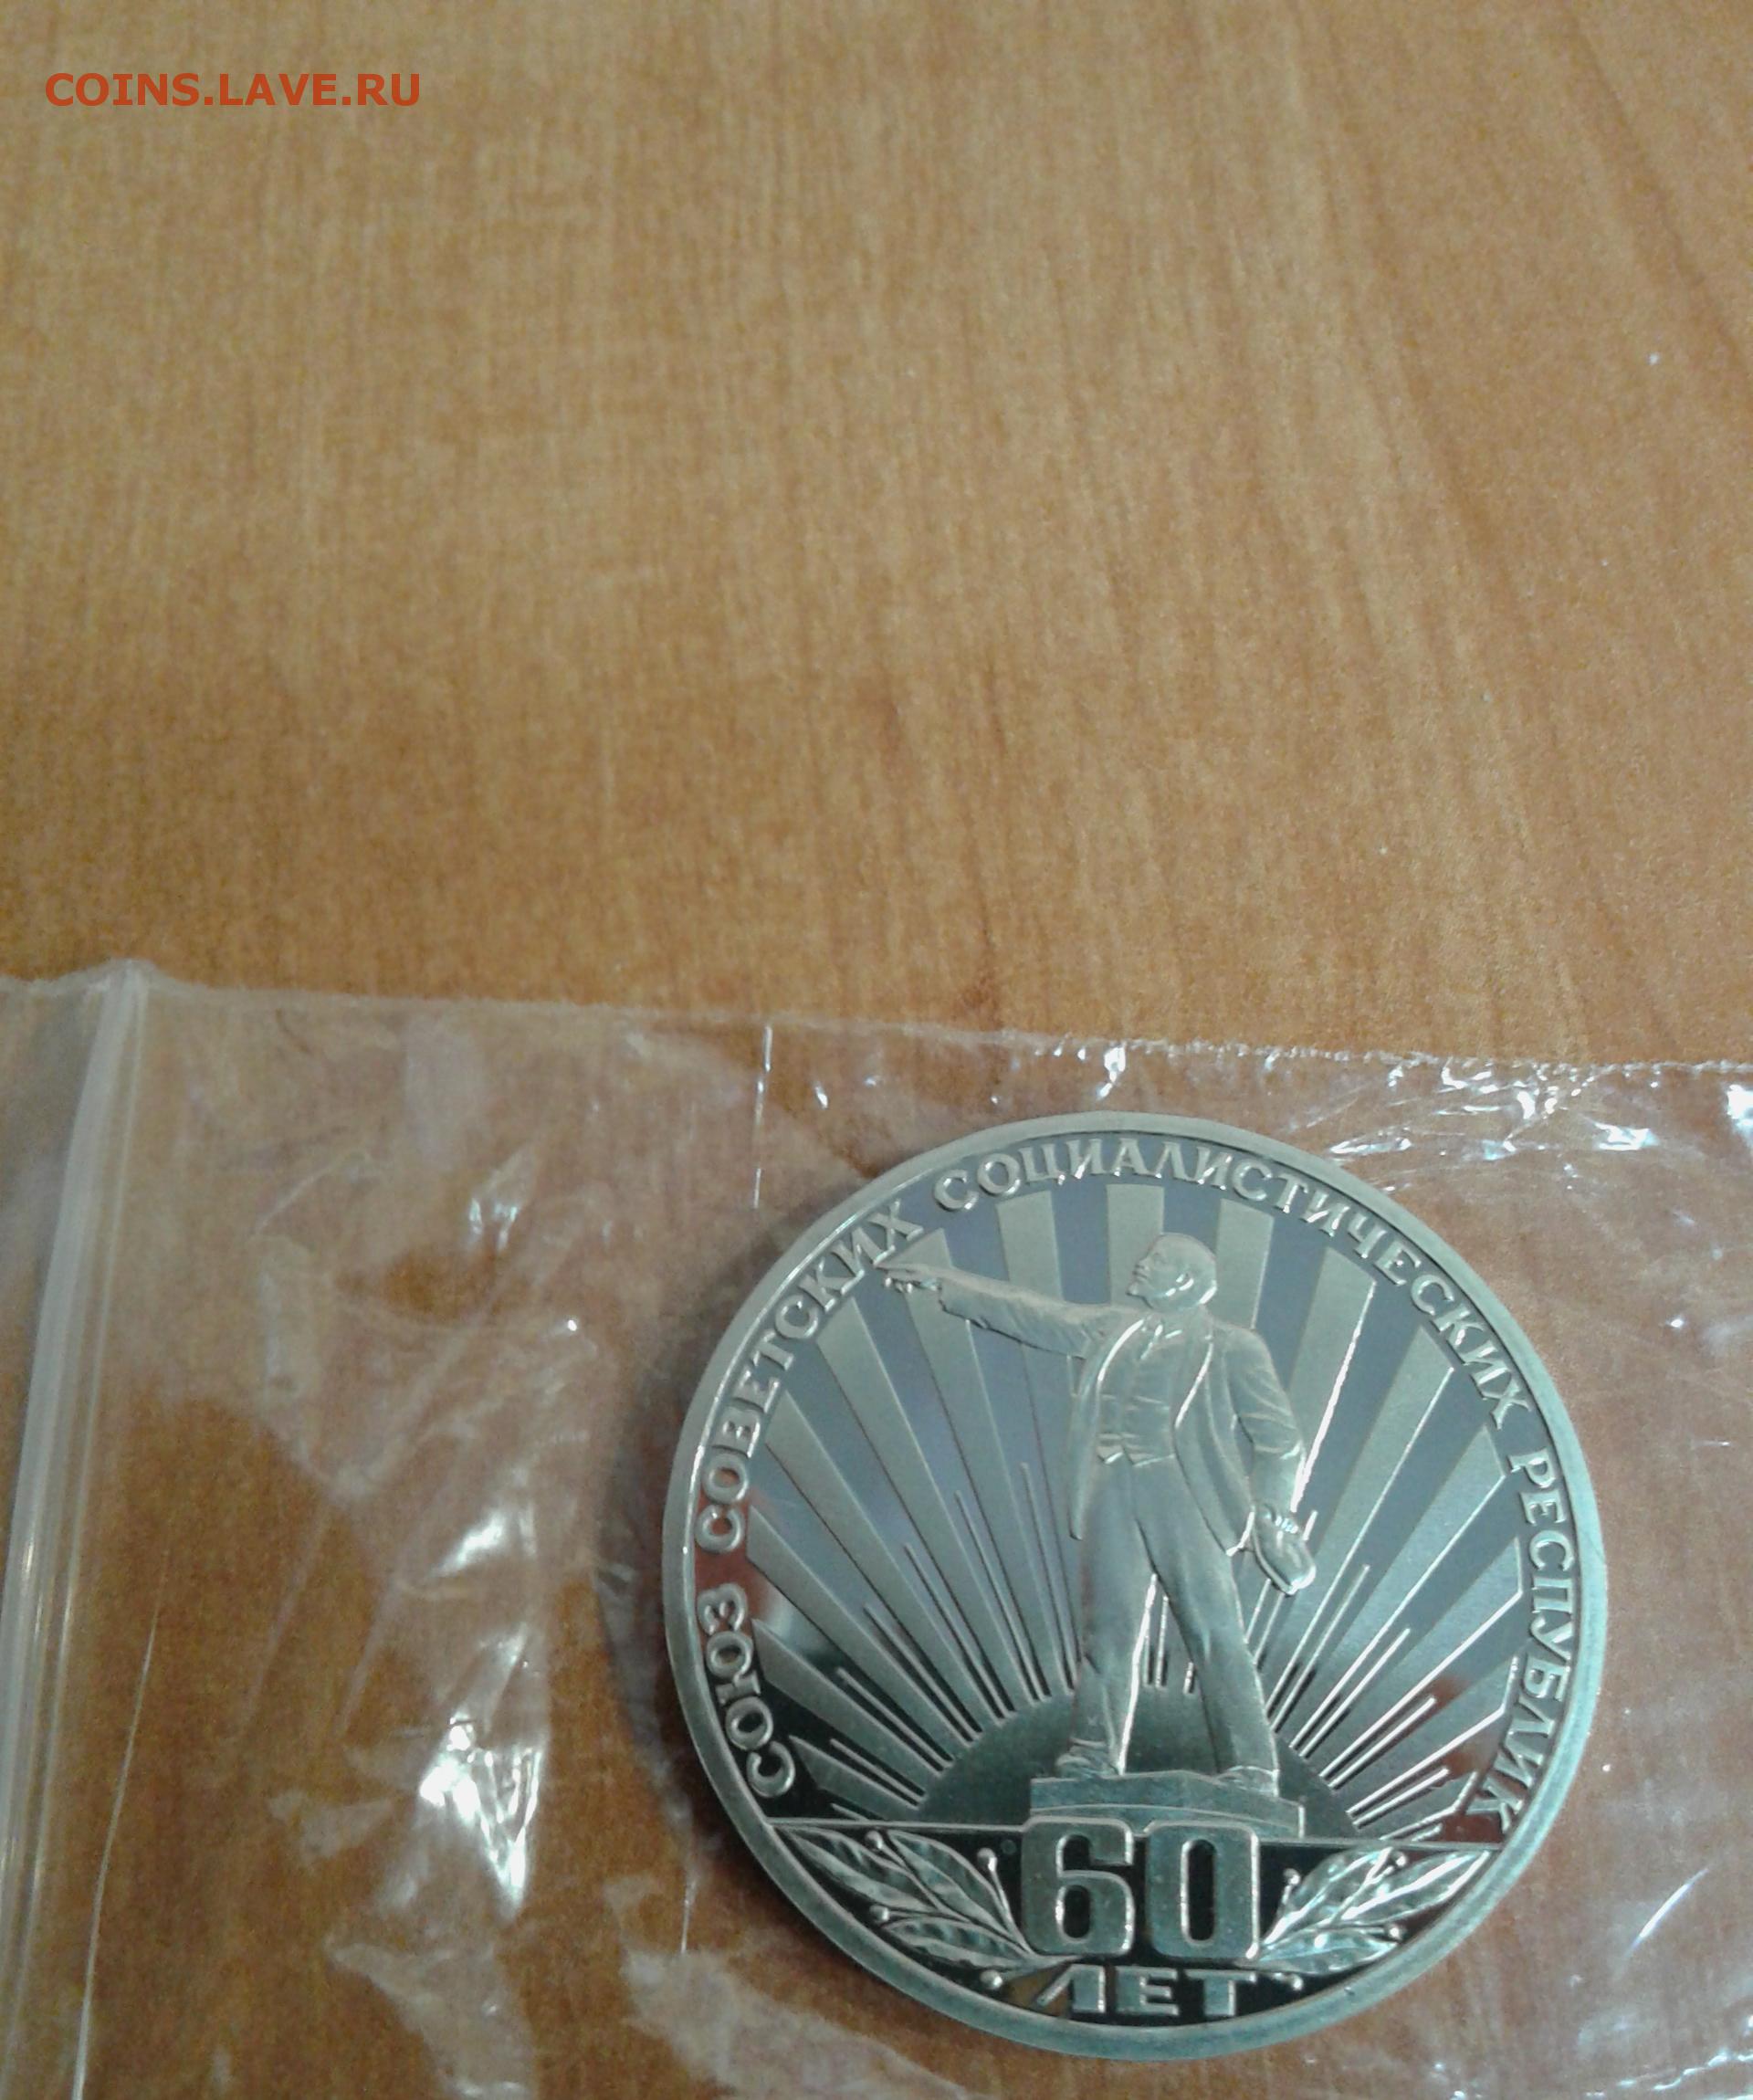 COINS.LAVE.RU
СОЮЗ СОВЕТСКИХ СОЦИАЛИСТИЧЕСКИХ РЕСПУБЛИК
60
ЛЕТ